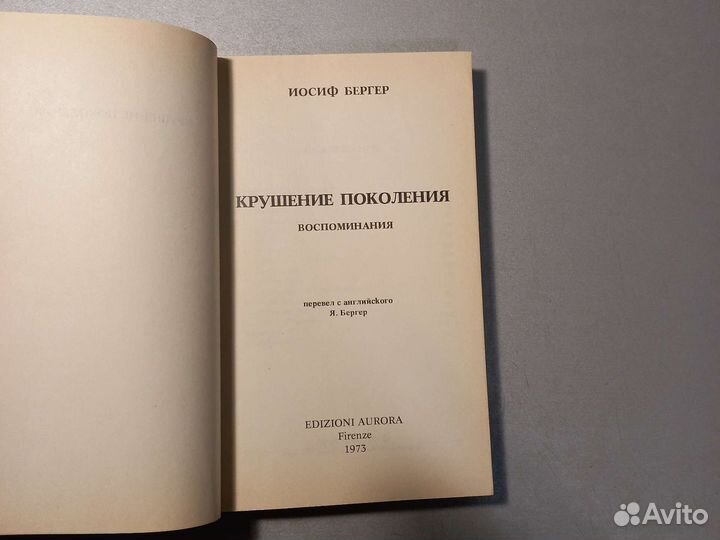 ИОСИФ БЕРГЕР
КРУШЕНИЕ ПОКОЛЕНИЯ
ВОСПОМИНАНИЯ
перевел с английского
Я. Бергер
EDIZIONI AURORA
Firenze
1973
Avito